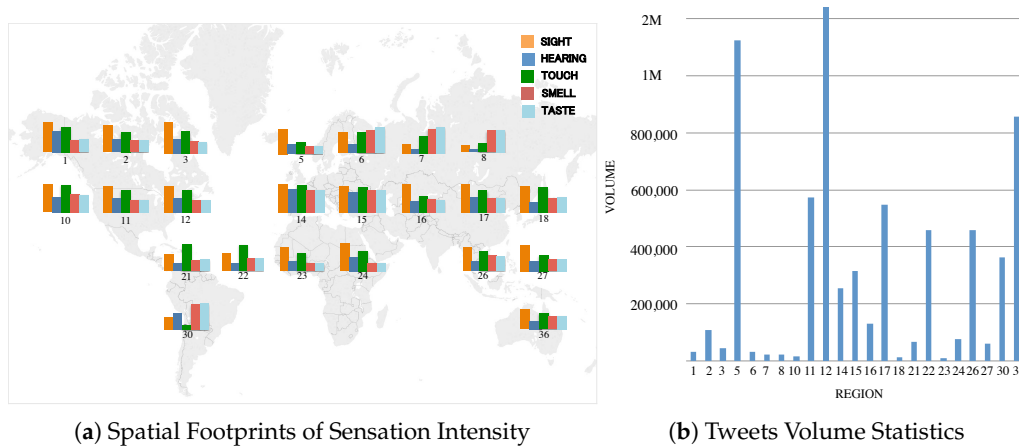 SIGHT
HEARING
TOUCH
SMELL
TASTE
1 2 3 5 6 7 8
10 11 12 14 15 16 17 18
21 22 23 24 26 27
30 36
(a) Spatial Footprints of Sensation Intensity
2M
1M
800,000
600,000
400,000
200,000
VOLUME
1 2 3 5 6 7 8 10 11 12 14 15 16 17 18 21 22 23 24 26 27 30 3
REGION
(b) Tweets Volume Statistics